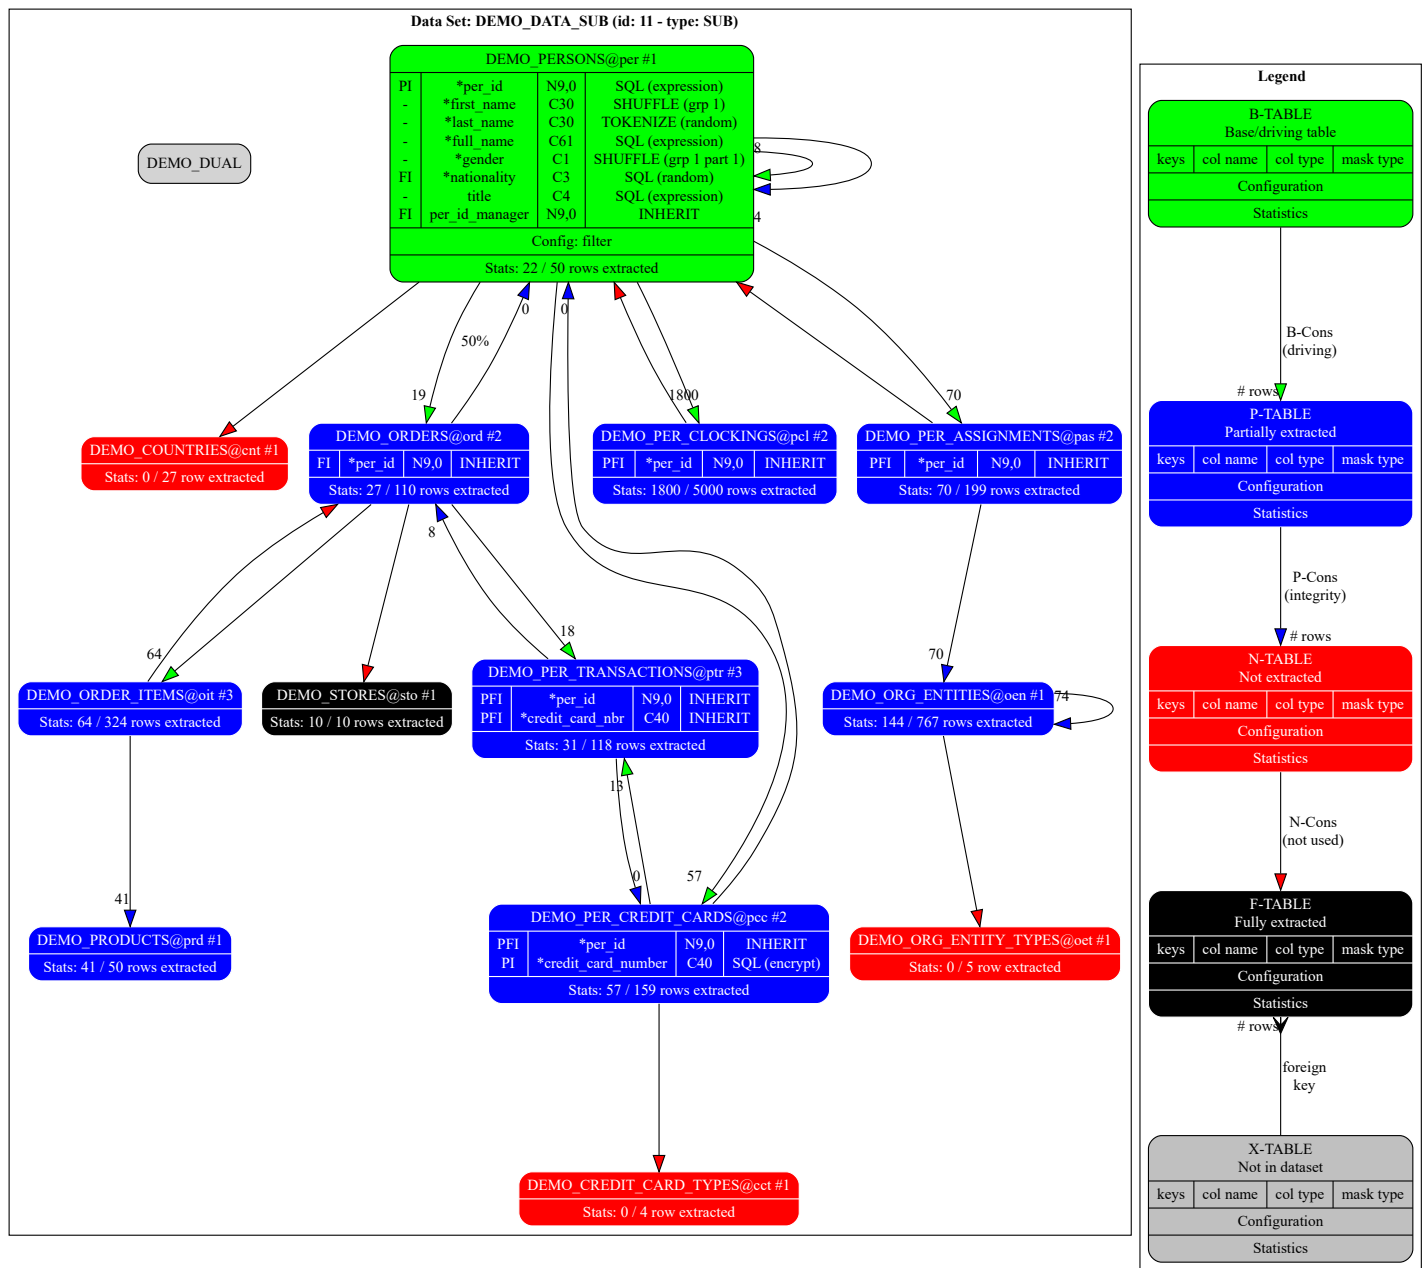 Data Set: DEMO_DATA_SUB (id: 11 - type: SUB)
DEMO_PERSONS@per #1
PI *per_id N9,0 SQL (expression)
- *first_name C30 SHUFFLE (grp 1)
- *last_name C30 TOKENIZE (random)
- *full_name C61 SQL (expression)
- *gender C1 SHUFFLE (grp 1 part 1)
FI *nationality C3 SQL (random)
- title C4 SQL (expression)
FI per_id_manager N9,0 INHERIT
Config: filter
Stats: 22 / 50 rows extracted
8
4
DEMO_DUAL
0
0
50%
19
1800
70
DEMO_COUNTRIES@cnt #1
Stats: 0 / 27 row extracted
DEMO_ORDERS@ord #2
FI *per_id N9,0 INHERIT
Stats: 27 / 110 rows extracted
DEMO_PER_CLOCKINGS@pcl #2
PFI *per_id N9,0 INHERIT
Stats: 1800 / 5000 rows extracted
DEMO_PER_ASSIGNMENTS@pas #2
PFI *per_id N9,0 INHERIT
Stats: 70 / 199 rows extracted
8
64
18
70
DEMO_ORDER_ITEMS@oit #3
Stats: 64 / 324 rows extracted
DEMO_STORES@sto #1
Stats: 10 / 10 rows extracted
DEMO_PER_TRANSACTIONS@ptr #3
PFI *per_id N9,0 INHERIT
PFI *credit_card_nbr C40 INHERIT
Stats: 31 / 118 rows extracted
DEMO_ORG_ENTITIES@oen #1
Stats: 144 / 767 rows extracted
74
13
0
57
41
DEMO_PRODUCTS@prd #1
Stats: 41 / 50 rows extracted
DEMO_PER_CREDIT_CARDS@pcc #2
PFI *per_id N9,0 INHERIT
PI *credit_card_number C40 SQL (encrypt)
Stats: 57 / 159 rows extracted
DEMO_ORG_ENTITY_TYPES@oet #1
Stats: 0 / 5 row extracted
DEMO_CREDIT_CARD_TYPES@cct #1
Stats: 0 / 4 row extracted
Legend
B-TABLE
Base/driving table
keys col name col type mask type
Configuration
Statistics
B-Cons
(driving)
# rows
P-TABLE
Partially extracted
keys col name col type mask type
Configuration
Statistics
P-Cons
(integrity)
# rows
N-TABLE
Not extracted
keys col name col type mask type
Configuration
Statistics
N-Cons
(not used)
F-TABLE
Fully extracted
keys col name col type mask type
Configuration
Statistics
# rows
foreign
key
X-TABLE
Not in dataset
keys col name col type mask type
Configuration
Statistics